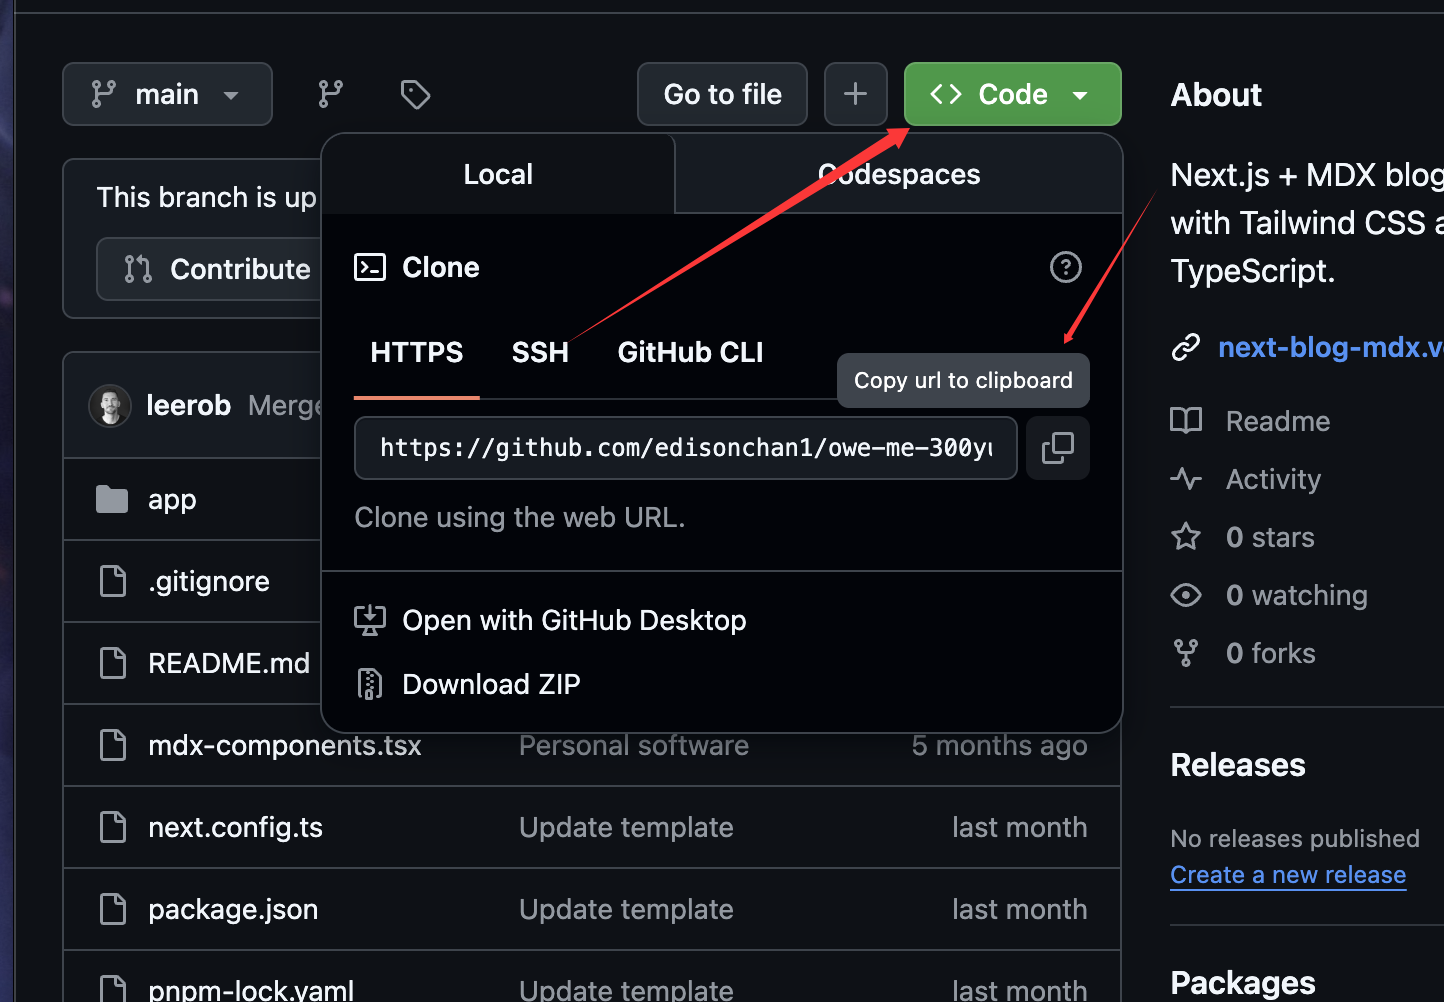 main
Go to file
Code
About
Next.js + MDX blog
with Tailwind CSS
TypeScript.
Local
Codespaces
This branch is up
Contribute
Clone
HTTPS
SSH
GitHub CLI
Copy url to clipboard
https://github.com/edisonchan1/owe-me-300y
Clone using the web URL.
Open with GitHub Desktop
Download ZIP
next-blog-mdx.v
leerob Merge
Readme
Activity
0 stars
0 watching
0 forks
app
.gitignore
README.md
mdx-components.tsx Personal software 5 months ago
next.config.ts Update template last month
package.json Update template last month
pnpm-lock.yaml Update template last month
Releases
No releases published
Create a new release
Packages